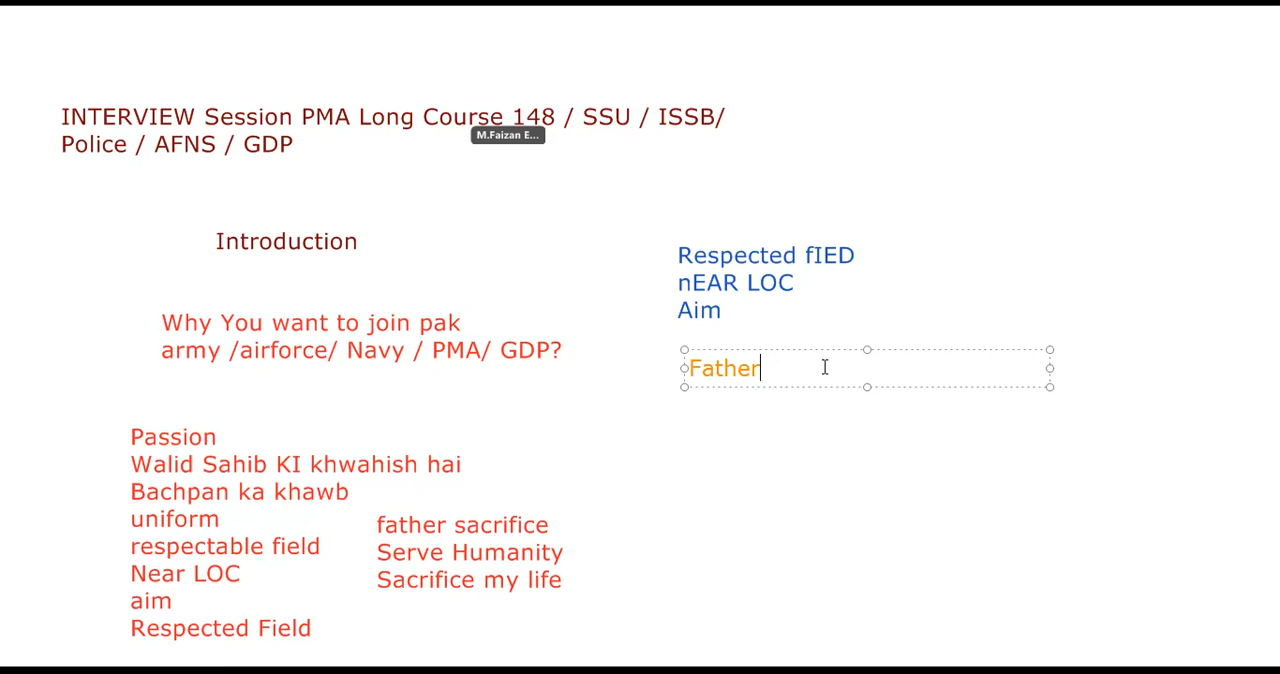 INTERVIEW Session PMA Long Course 148 / SSU / ISSB/
Police / AFNS / GDP
M.Faizan E...
Introduction
Why You want to join pak
army /airforce/ Navy / PMA/ GDP?
Passion
Walid Sahib KI khwahish hai
Bachpan ka khawb
uniform
respectable field
Near LOC
aim
Respected Field
father sacrifice
Serve Humanity
Sacrifice my life
Respected fIED
nEAR LOC
Aim
Father